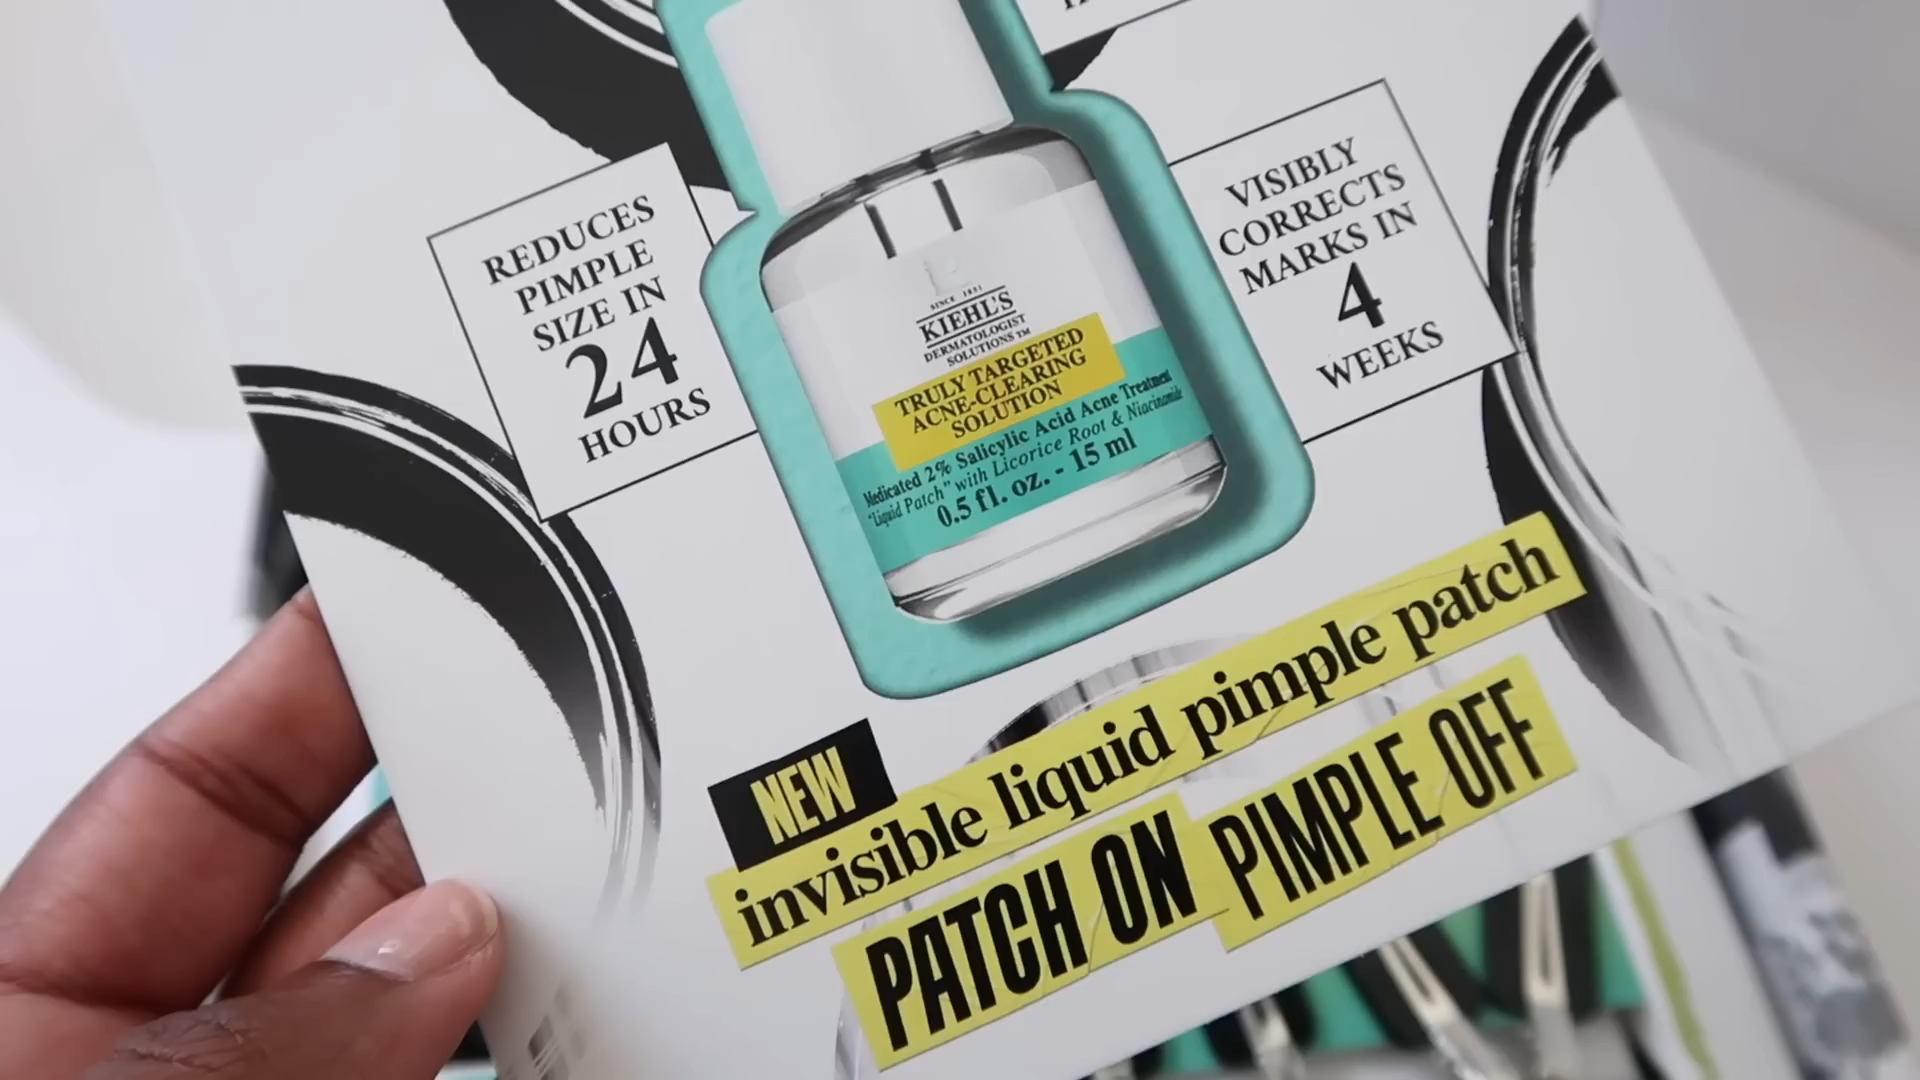 REDUCES
PIMPLE
SIZE IN
24
HOURS
VISIBLY
CORRECTS
MARKS IN
4
WEEKS
SINCE 1851
KIEHL'S
DERMATOLOGIST
SOLUTIONS™
TRULY TARGETED
ACNE-CLEARING
SOLUTION
Medicated 2% Salicylic Acid Acne Treatment
"Liquid Patch" with Licorice Root & Niacinamide
0.5 fl. oz. - 15 ml
NEW
invisible liquid pimple patch
PATCH ON PIMPLE OFF